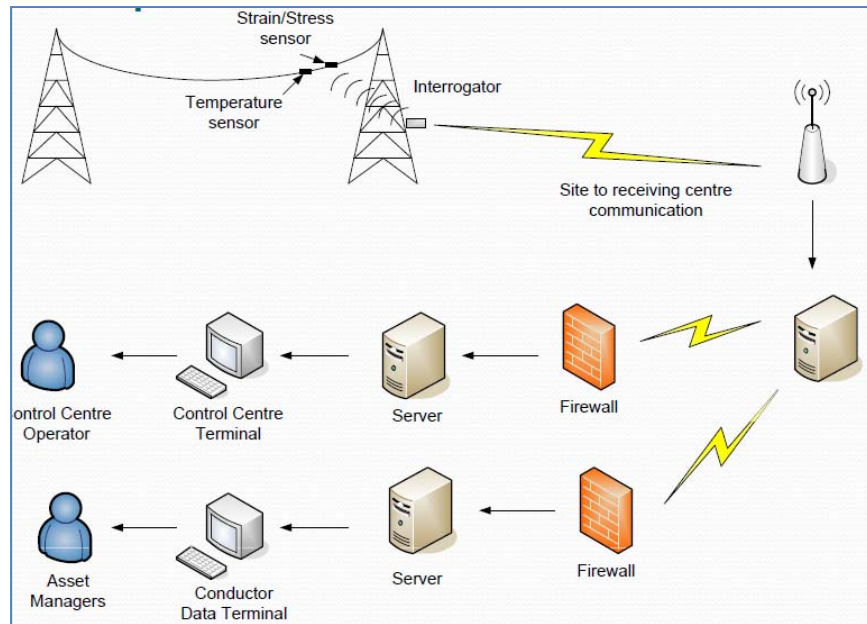 Strain/Stress
sensor
Temperature
sensor
Interrogator
Site to receiving centre
communication
ontrol Centre
Operator
Control Centre
Terminal
Server
Firewall
Asset
Managers
Conductor
Data Terminal
Server
Firewall